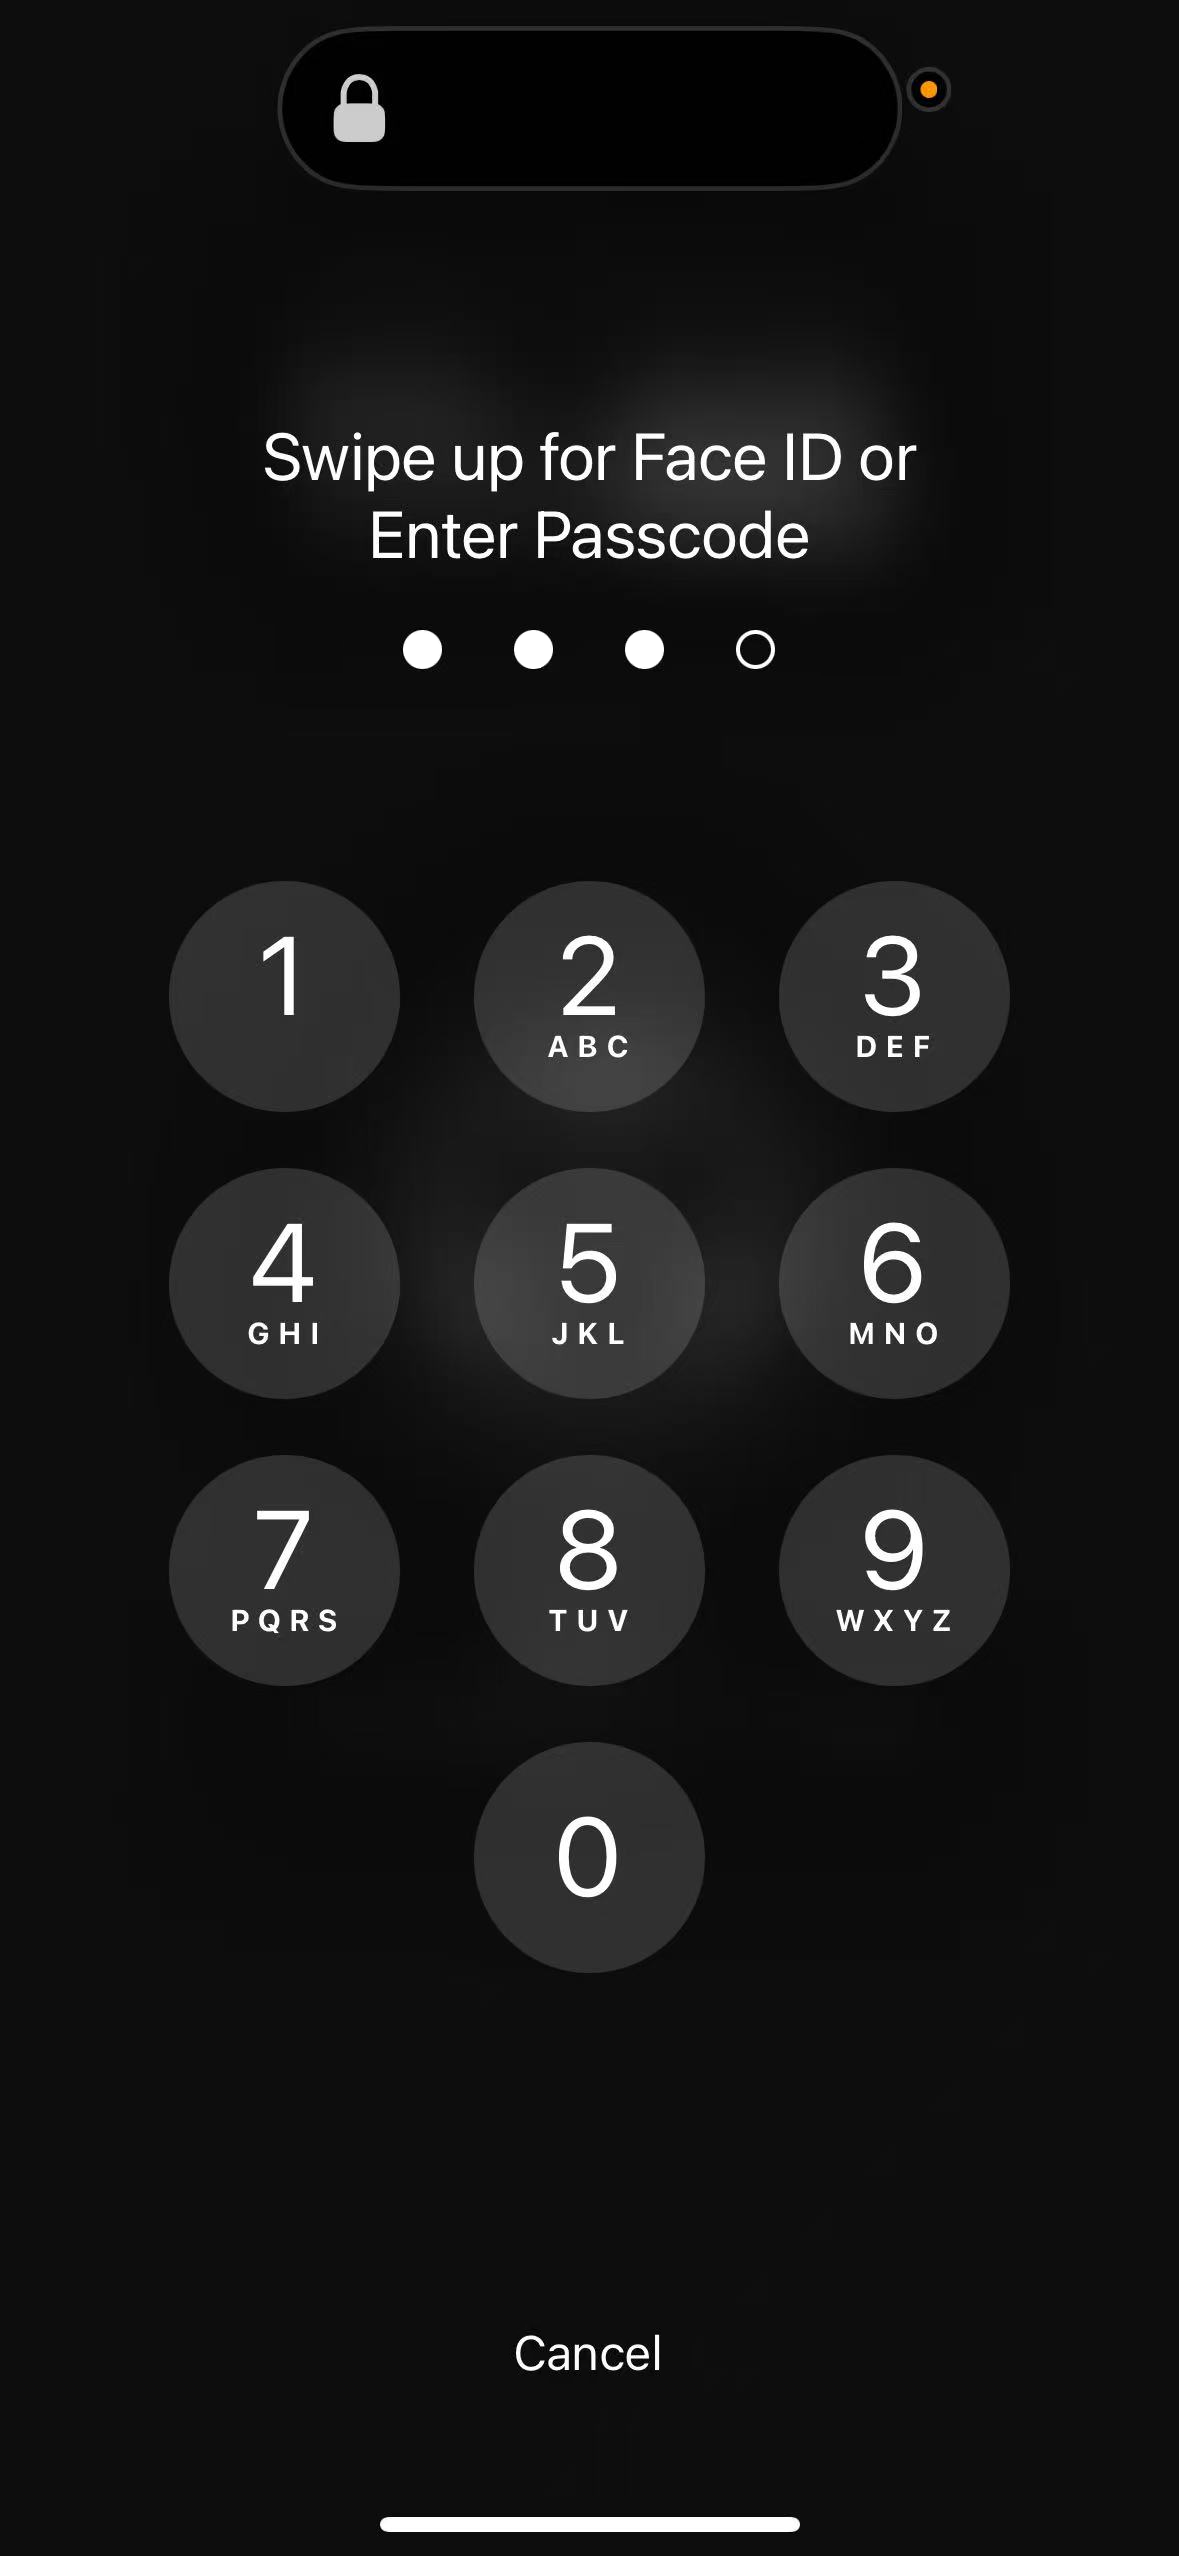 Swipe up for Face ID or
Enter Passcode
1
2
ABC
3
DEF
4
GHI
5
JKL
6
MNO
7
PQRS
8
TUV
9
WXYZ
0
Cancel